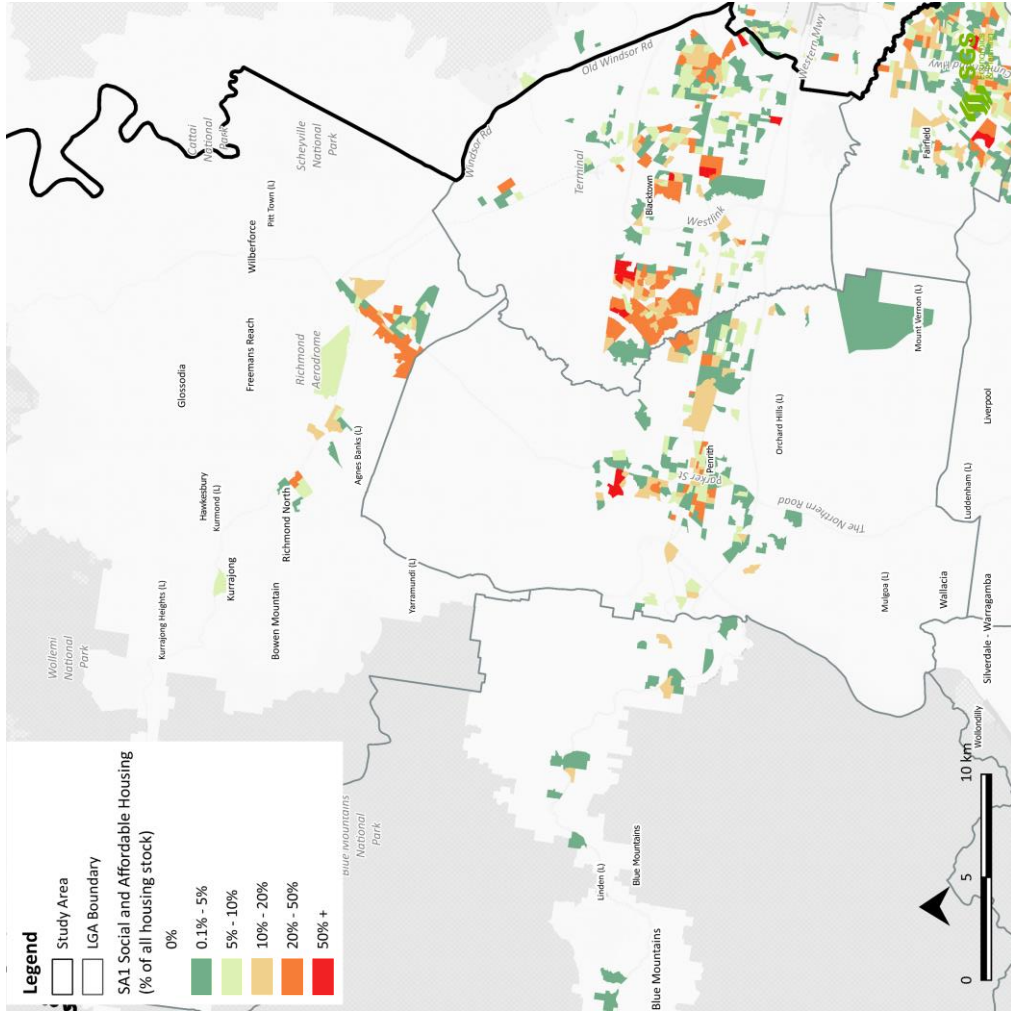 Legend
Study Area
LGA Boundary
SA1 Social and Affordable Housing
(% of all housing stock)
0%
0.1% - 5%
5% - 10%
10% - 20%
20% - 50%
50% +
Wollemi
National
Park
Cattai
National
Park
Scheyville
National
Park
Pitt Town (L)
Wilberforce
Glossodia
Freemans Reach
Hawkesbury
Kurmond (L)
Kurrajong Heights (L)
Kurrajong
Bowen Mountain
Richmond North
Richmond
Aerodrome
Agnes Banks (L)
Yarramundi (L)
Windsor Rd
Old Windsor Rd
Terminal
Blacktown
Westlink
Western Mwy
Blue Mountains
National
Park
Linden (L)
Blue Mountains
Blue Mountains
Penrith
Parker St
The Northern Road
Orchard Hills (L)
Mount Vernon (L)
Mulgoa (L)
Wallacia
Luddenham (L)
Liverpool
Silverdale - Warragamba
Wollondilly
Fairfield
SGS
0
5
10 km